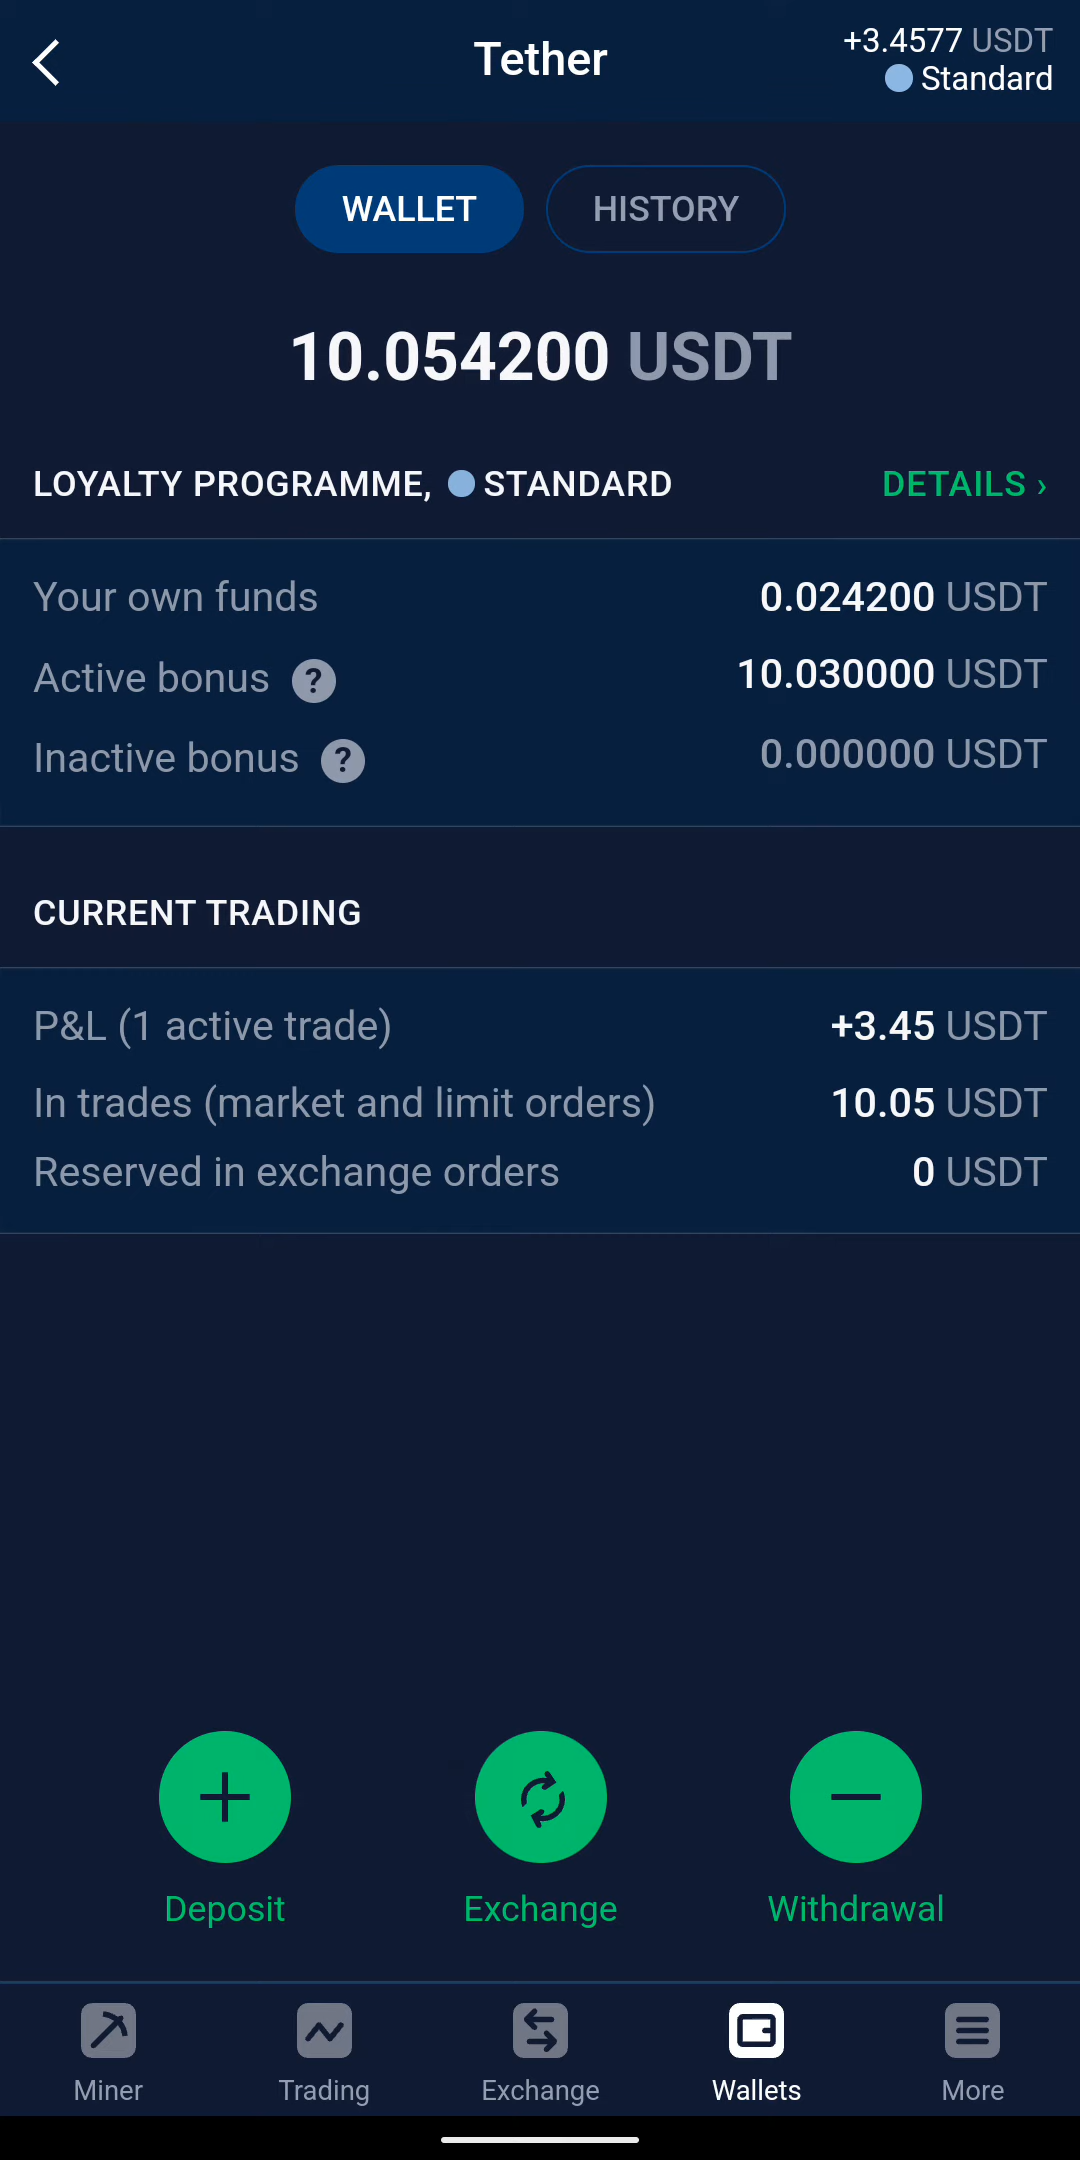 Tether
+3.4577 USDT
Standard
WALLET
HISTORY
10.054200 USDT
LOYALTY PROGRAMME, STANDARD
DETAILS ›
Your own funds 0.024200 USDT
Active bonus ? 10.030000 USDT
Inactive bonus ? 0.000000 USDT
CURRENT TRADING
P&L (1 active trade) +3.45 USDT
In trades (market and limit orders) 10.05 USDT
Reserved in exchange orders 0 USDT
Deposit Exchange Withdrawal
Miner Trading Exchange Wallets More